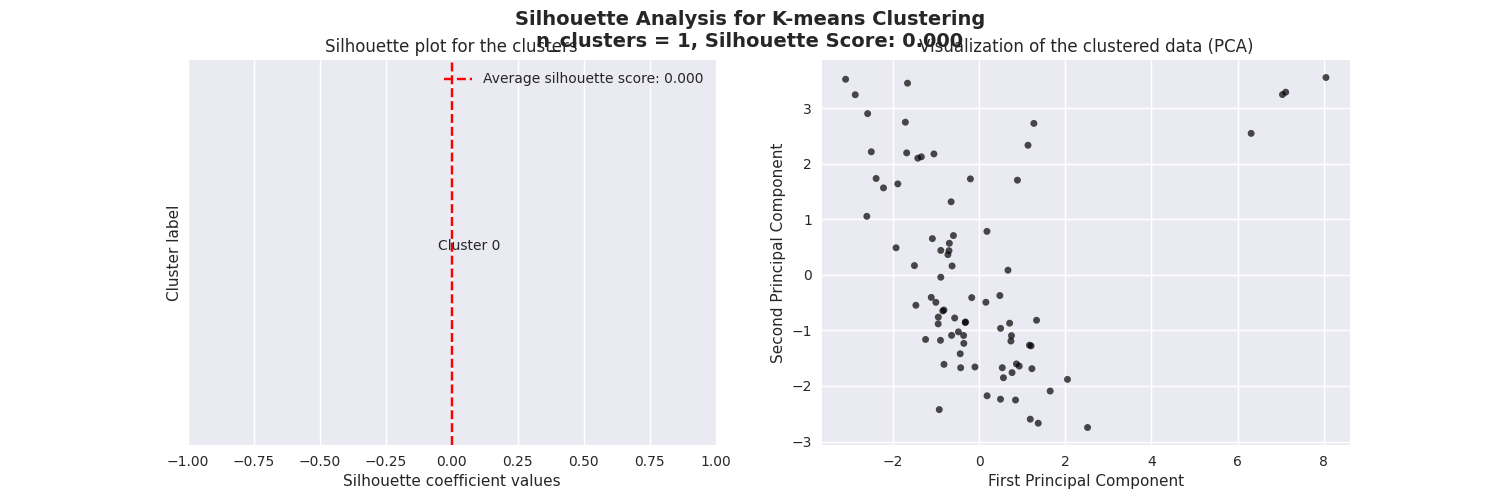 Silhouette Analysis for K-means Clustering
n_clusters = 1, Silhouette Score: 0.000
Silhouette plot for the clusters
Average silhouette score: 0.000
Cluster 0
Cluster label
−1.00 −0.75 −0.50 −0.25 0.00 0.25 0.50 0.75 1.00
Silhouette coefficient values
Visualization of the clustered data (PCA)
Second Principal Component
3
2
1
0
−1
−2
−3
−2 0 2 4 6 8
First Principal Component